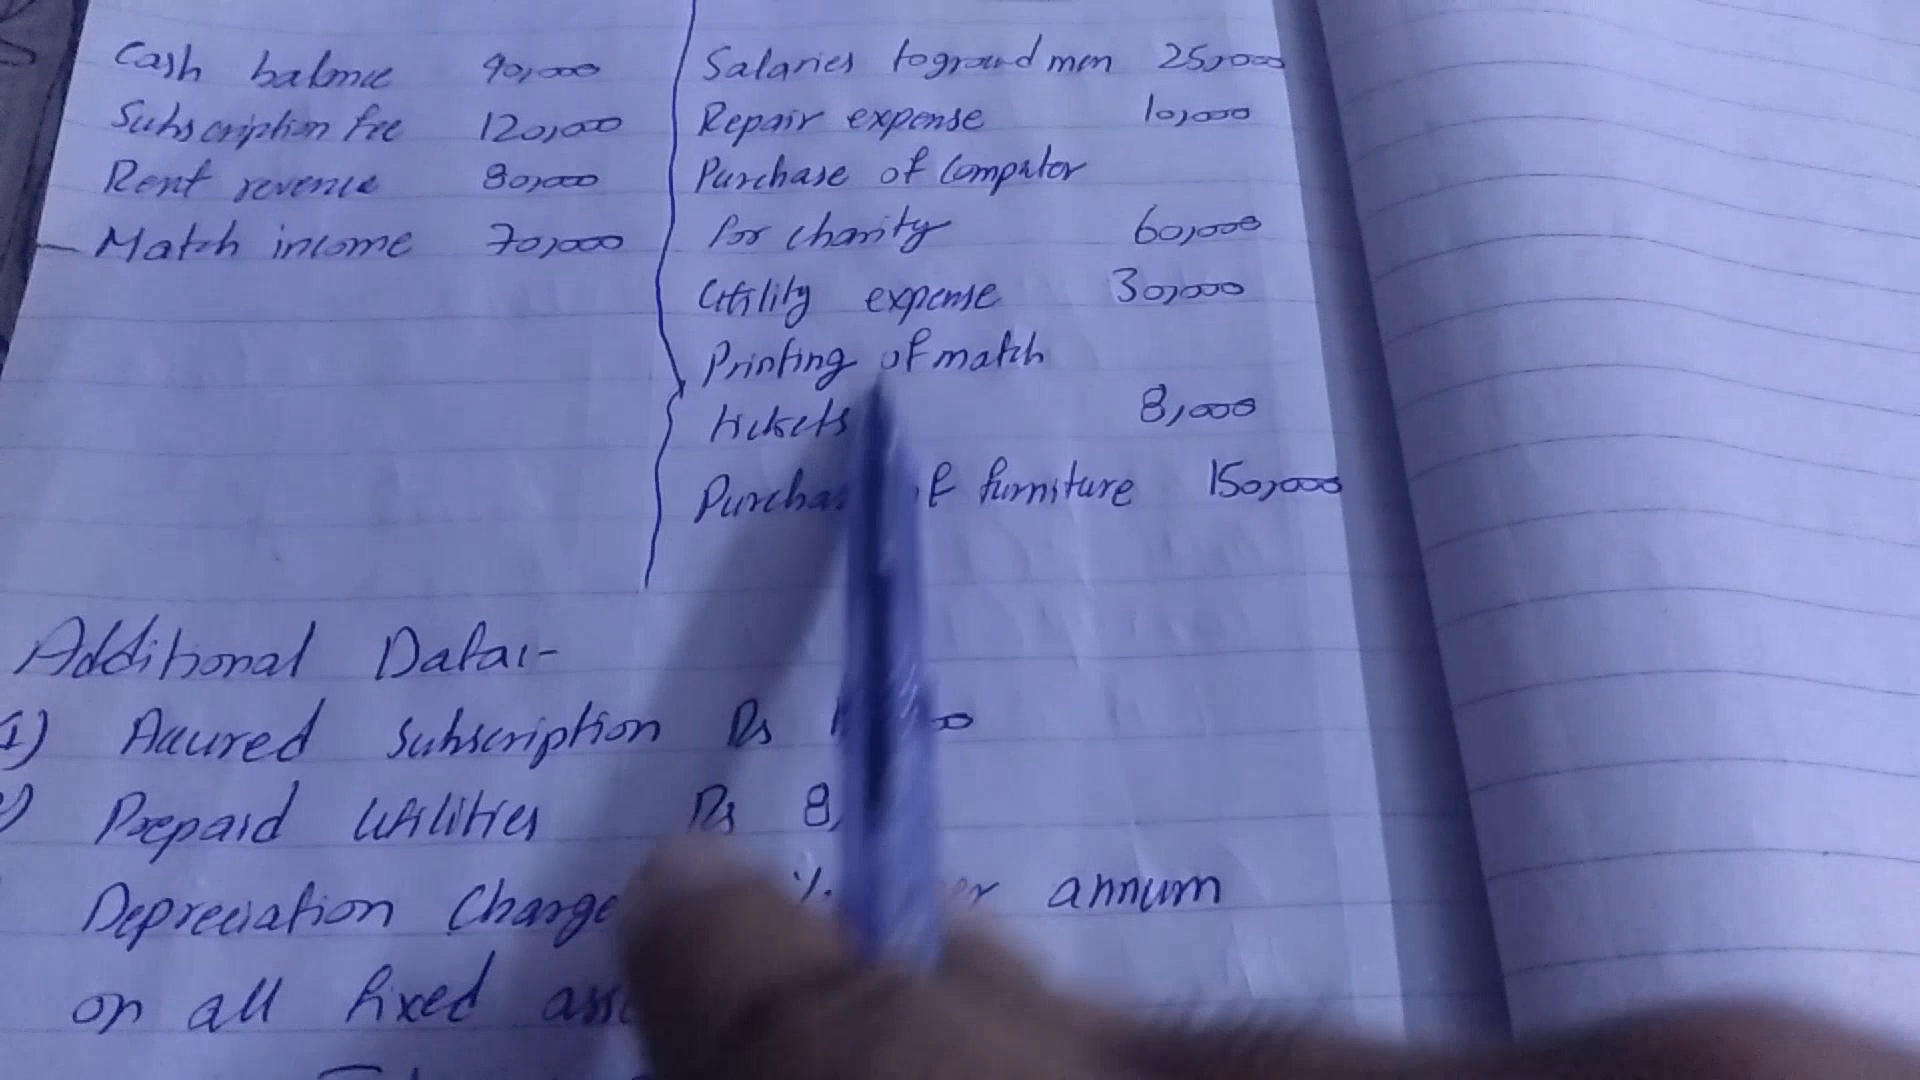 Cash balance 90,000
Subscription fee 120,000
Rent revenue 80,000
Match income 70,000
Salaries to ground men 25,000
Repair expense 10,000
Purchase of Computer
for charity 60,000
Utility expense 30,000
Printing of match
tickets 8,000
Purchase of furniture 150,000
Additional Data:-
1) Accured Subscription Rs
Prepaid Utilities Rs 8,
Depreciation Charge % per annum
on all fixed